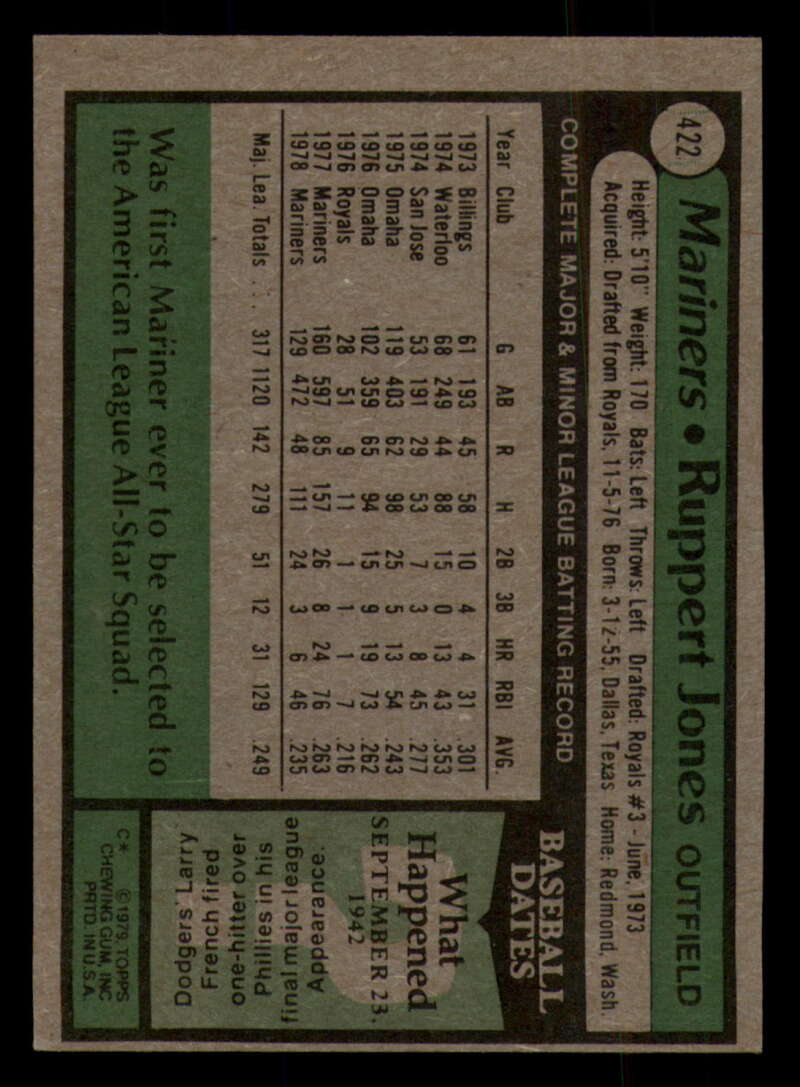 422
Mariners • Ruppert Jones OUTFIELD
Height: 5'10" Weight: 170 Bats: Left Throws: Left Drafted: Royals #3 - June, 1973
Acquired: Drafted from Royals, 11-5-76 Born: 3-12-55, Dallas, Texas Home: Redmond, Wash.
COMPLETE MAJOR & MINOR LEAGUE BATTING RECORD
Year Club G AB R H 2B 3B HR RBI AVG.
1973 Billings 61 193 45 58 10 4 4 31 .301
1974 Waterloo 68 249 44 88 15 0 13 43 .353
1974 San Jose 53 191 29 53 7 3 8 45 .277
1975 Omaha 119 403 62 98 25 5 13 54 .243
1976 Omaha 102 359 65 94 15 9 19 73 .262
1976 Royals 28 51 9 11 1 1 1 7 .216
1977 Mariners 160 597 85 157 26 8 24 76 .263
1978 Mariners 129 472 48 111 24 3 6 46 .235
Maj. Lea. Totals . . . 317 1120 142 279 51 12 31 129 .249
Was first Mariner ever to be selected to
the American League All-Star Squad.
BASEBALL
DATES
What
Happened
SEPTEMBER 23,
1942
Dodgers' Larry
French fired
one-hitter over
Phillies in his
final major league
Appearance.
C* ©1979 TOPPS
CHEWING GUM, INC.
PRTD. IN U.S.A.